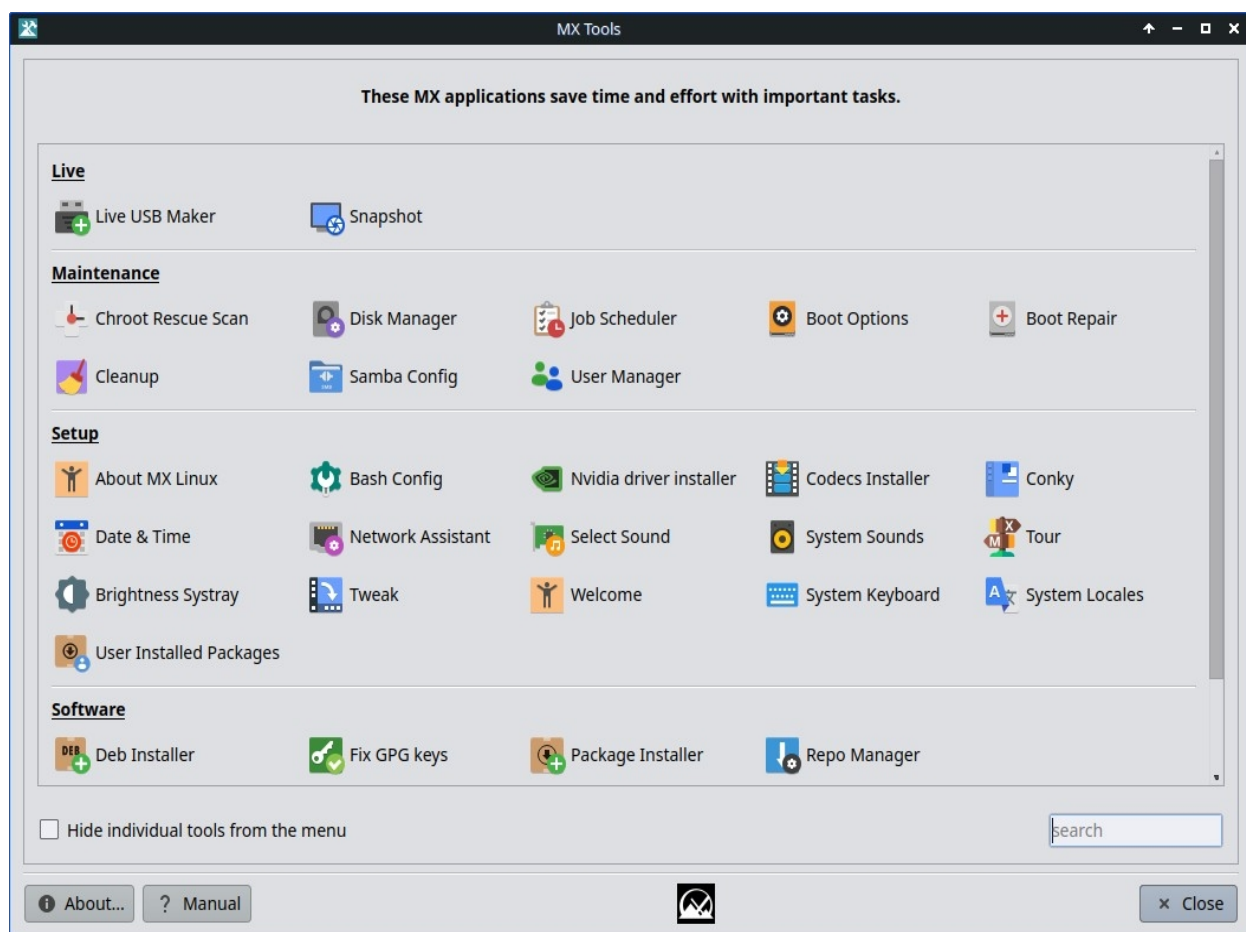 MX Tools
These MX applications save time and effort with important tasks.
Live
Live USB Maker Snapshot
Maintenance
Chroot Rescue Scan Disk Manager Job Scheduler Boot Options Boot Repair
Cleanup Samba Config User Manager
Setup
About MX Linux Bash Config Nvidia driver installer Codecs Installer Conky
Date & Time Network Assistant Select Sound System Sounds Tour
Brightness Systray Tweak Welcome System Keyboard System Locales
User Installed Packages
Software
Deb Installer Fix GPG keys Package Installer Repo Manager
Hide individual tools from the menu search
About... ? Manual Close